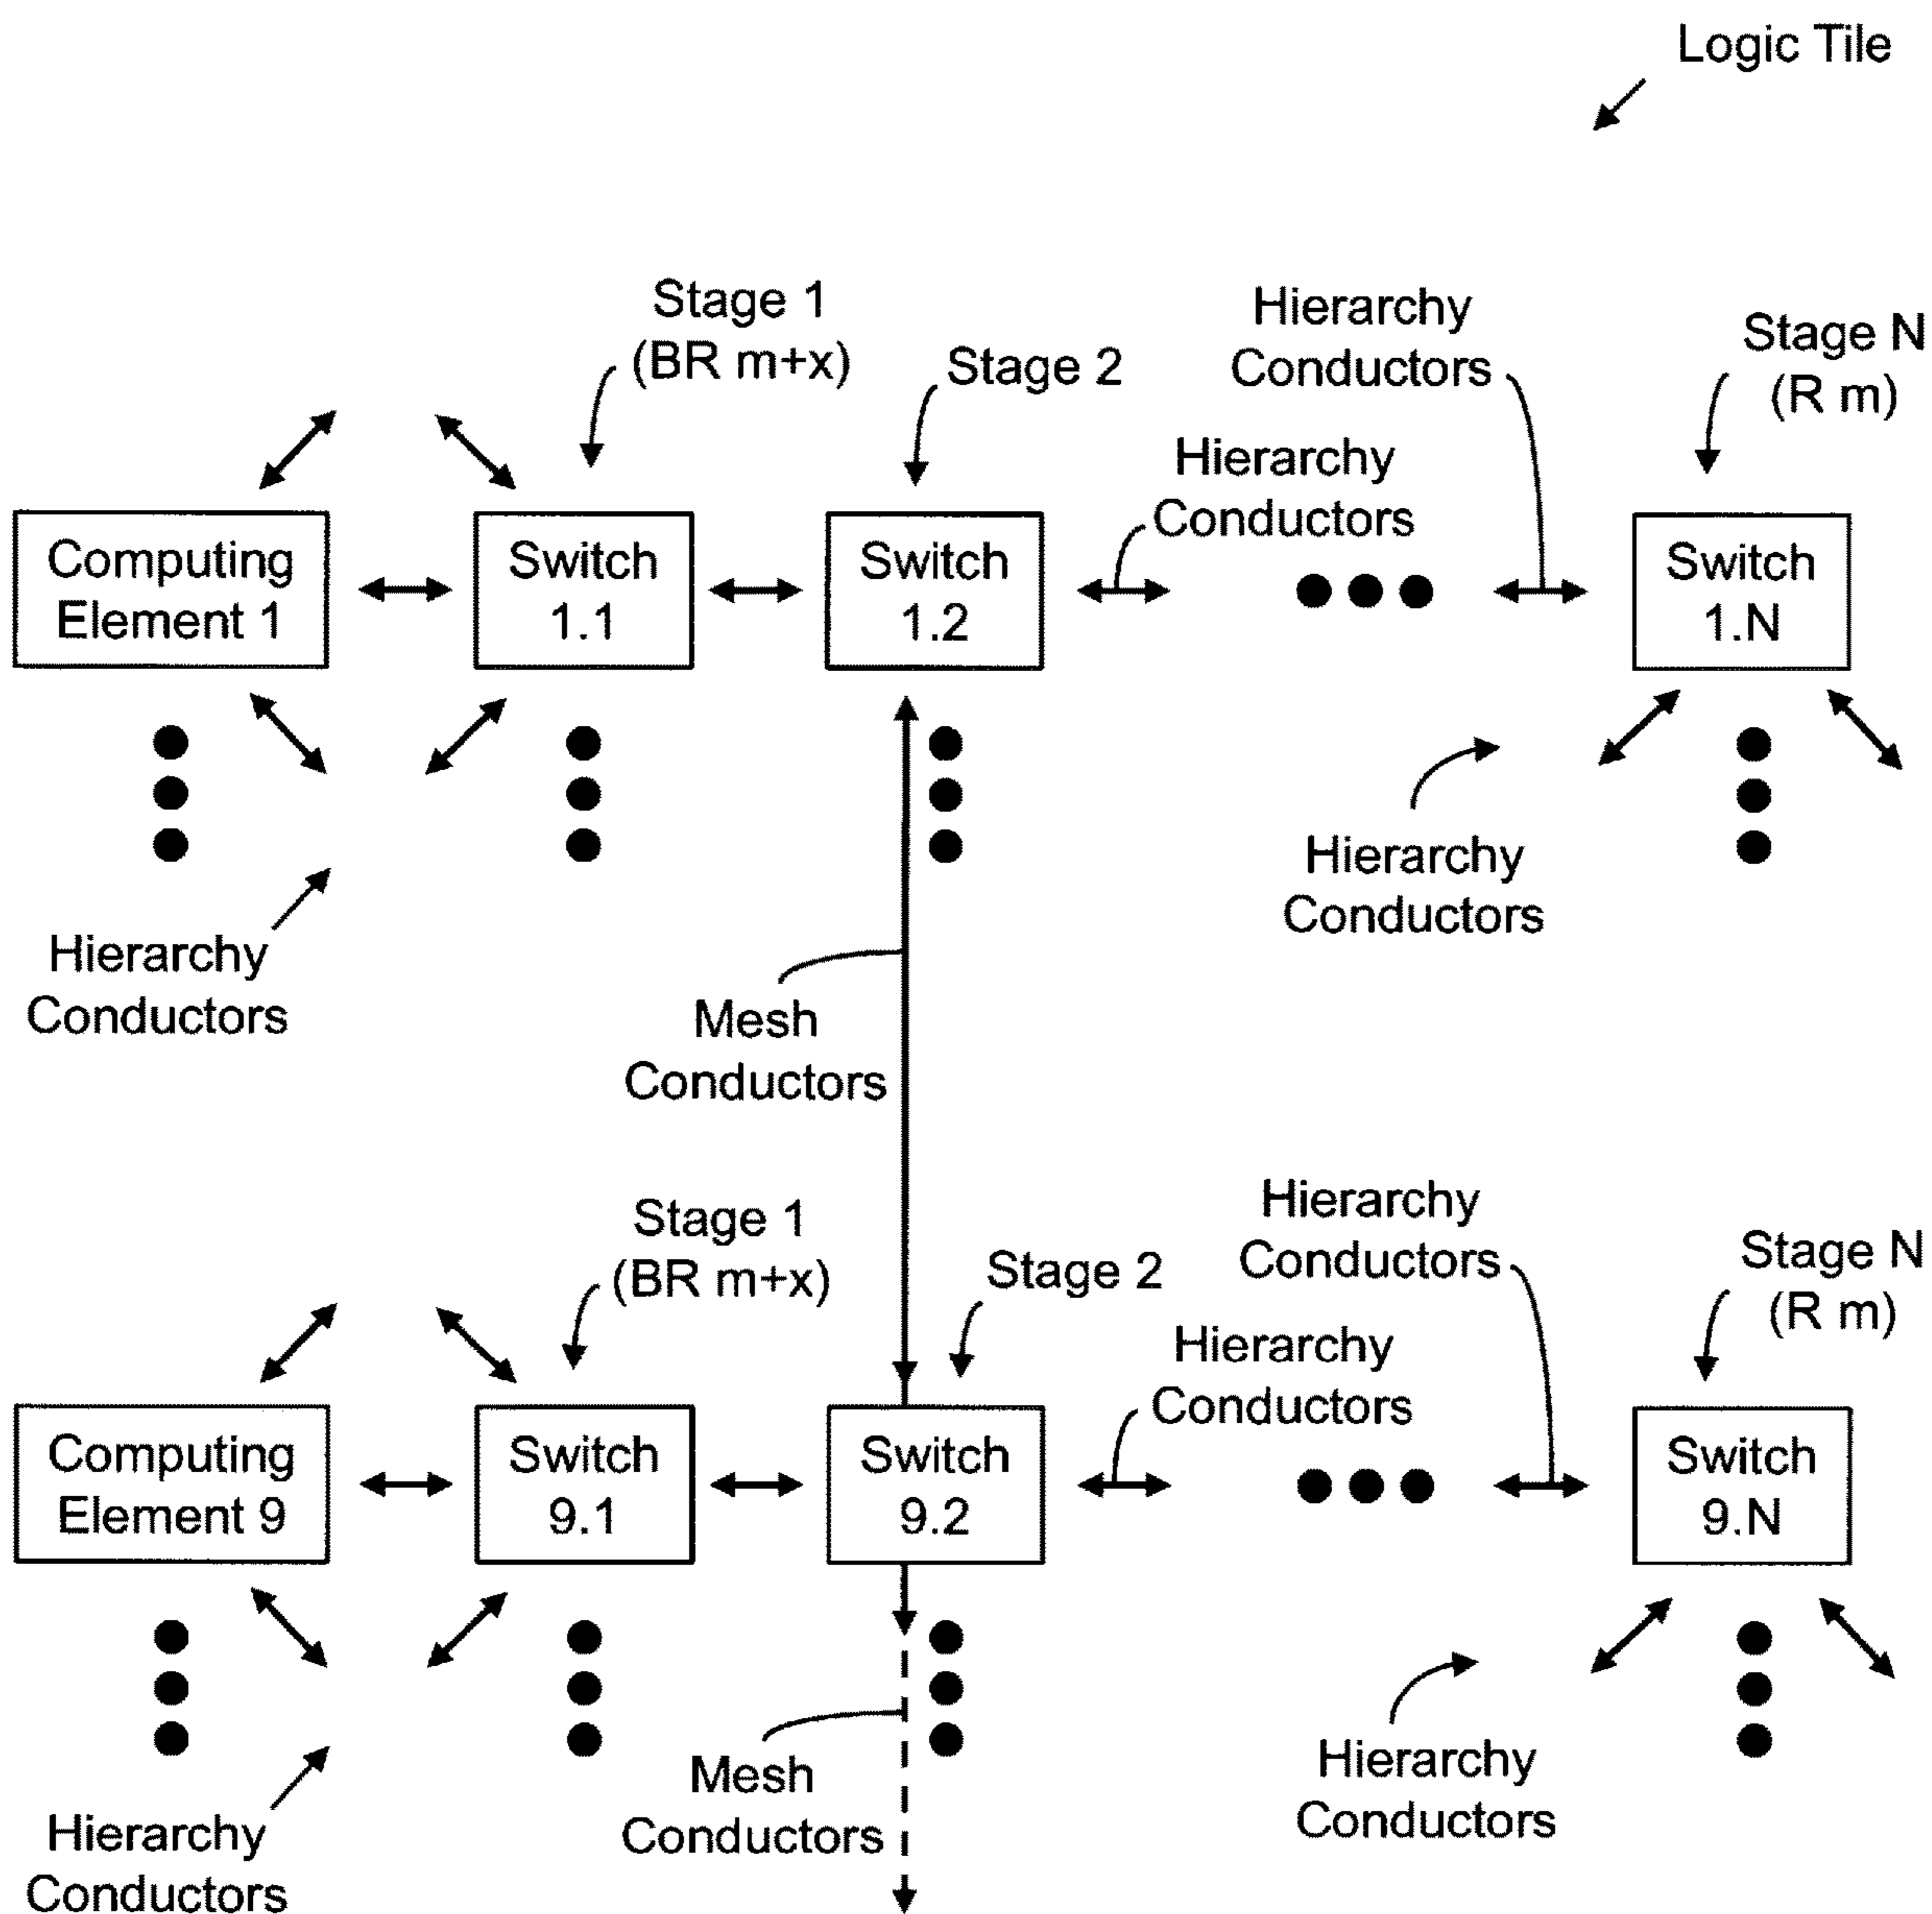 Logic Tile
Stage 1
(BR m+x)
Stage 2
Hierarchy
Conductors
Stage N
(R m)
Hierarchy
Conductors
Computing
Element 1
Switch
1.1
Switch
1.2
Switch
1.N
Hierarchy
Conductors
Hierarchy
Conductors
Mesh
Conductors
Stage 1
(BR m+x)
Stage 2
Hierarchy
Conductors
Stage N
(R m)
Hierarchy
Conductors
Computing
Element 9
Switch
9.1
Switch
9.2
Switch
9.N
Hierarchy
Conductors
Mesh
Conductors
Hierarchy
Conductors